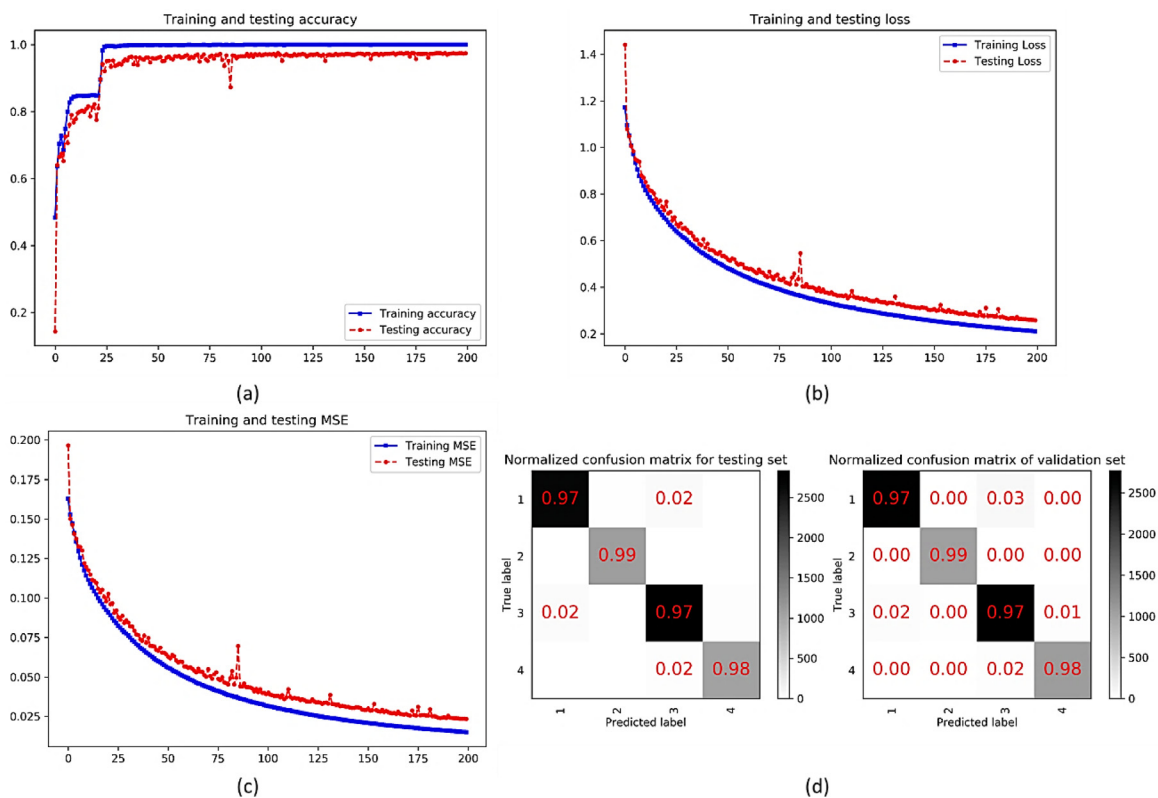 Training and testing accuracy
1.0
0.8
0.6
0.4
0.2
Training accuracy
Testing accuracy
0 25 50 75 100 125 150 175 200
(a)
Training and testing loss
1.4
1.2
1.0
0.8
0.6
0.4
0.2
Training Loss
Testing Loss
0 25 50 75 100 125 150 175 200
(b)
Training and testing MSE
0.200
0.175
0.150
0.125
0.100
0.075
0.050
0.025
Training MSE
Testing MSE
0 25 50 75 100 125 150 175 200
(c)
Normalized confusion matrix for testing set
True label
1 0.97 0.02
2 0.99
3 0.02 0.97
4 0.02 0.98
1 2 3 4
Predicted label
2500
2000
1500
1000
500
0
Normalized confusion matrix of validation set
True label
1 0.97 0.00 0.03 0.00
2 0.00 0.99 0.00 0.00
3 0.02 0.00 0.97 0.01
4 0.00 0.00 0.02 0.98
1 2 3 4
Predicted label
2500
2000
1500
1000
500
0
(d)